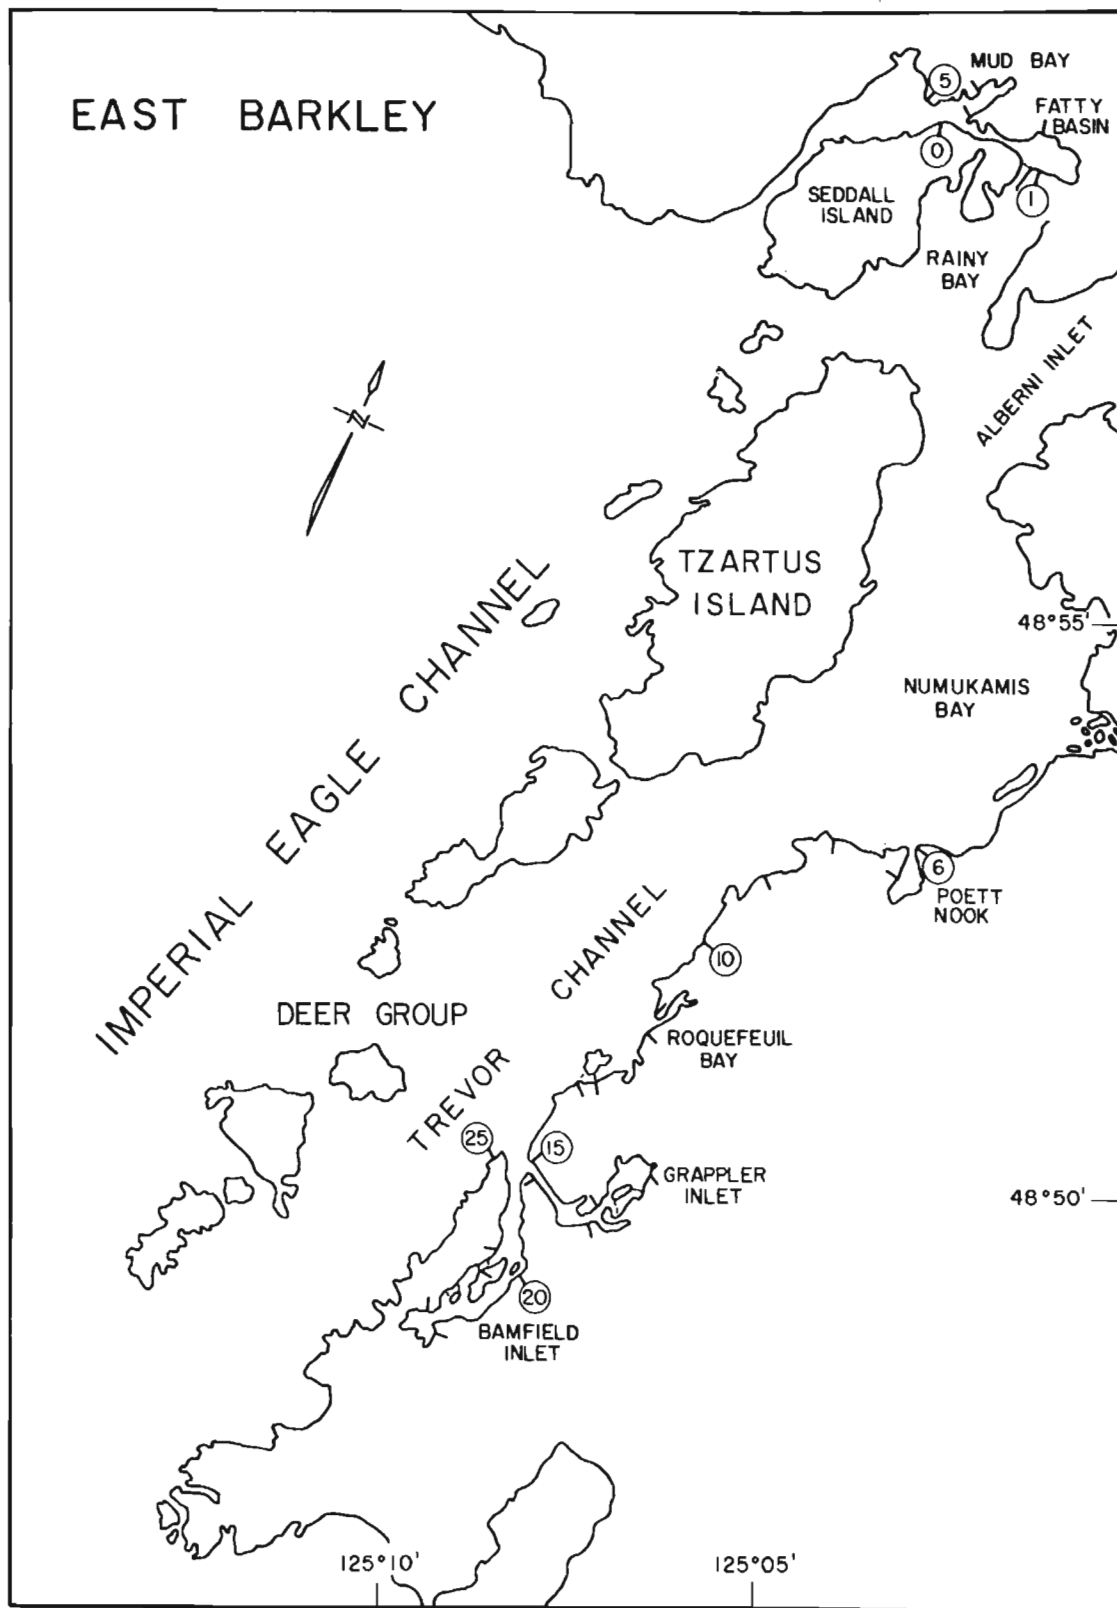 EAST BARKLEY
5
MUD BAY
FATTY
BASIN
0
1
SEDDALL
ISLAND
RAINY
BAY
ALBERNI INLET
N
TZARTUS
ISLAND
48°55'
NUMUKAMIS
BAY
IMPERIAL EAGLE CHANNEL
6
POETT
NOOK
TREVOR CHANNEL
10
DEER GROUP
ROQUEFEUIL
BAY
25
15
GRAPPLER
INLET
48°50'
20
BAMFIELD
INLET
125°10'
125°05'